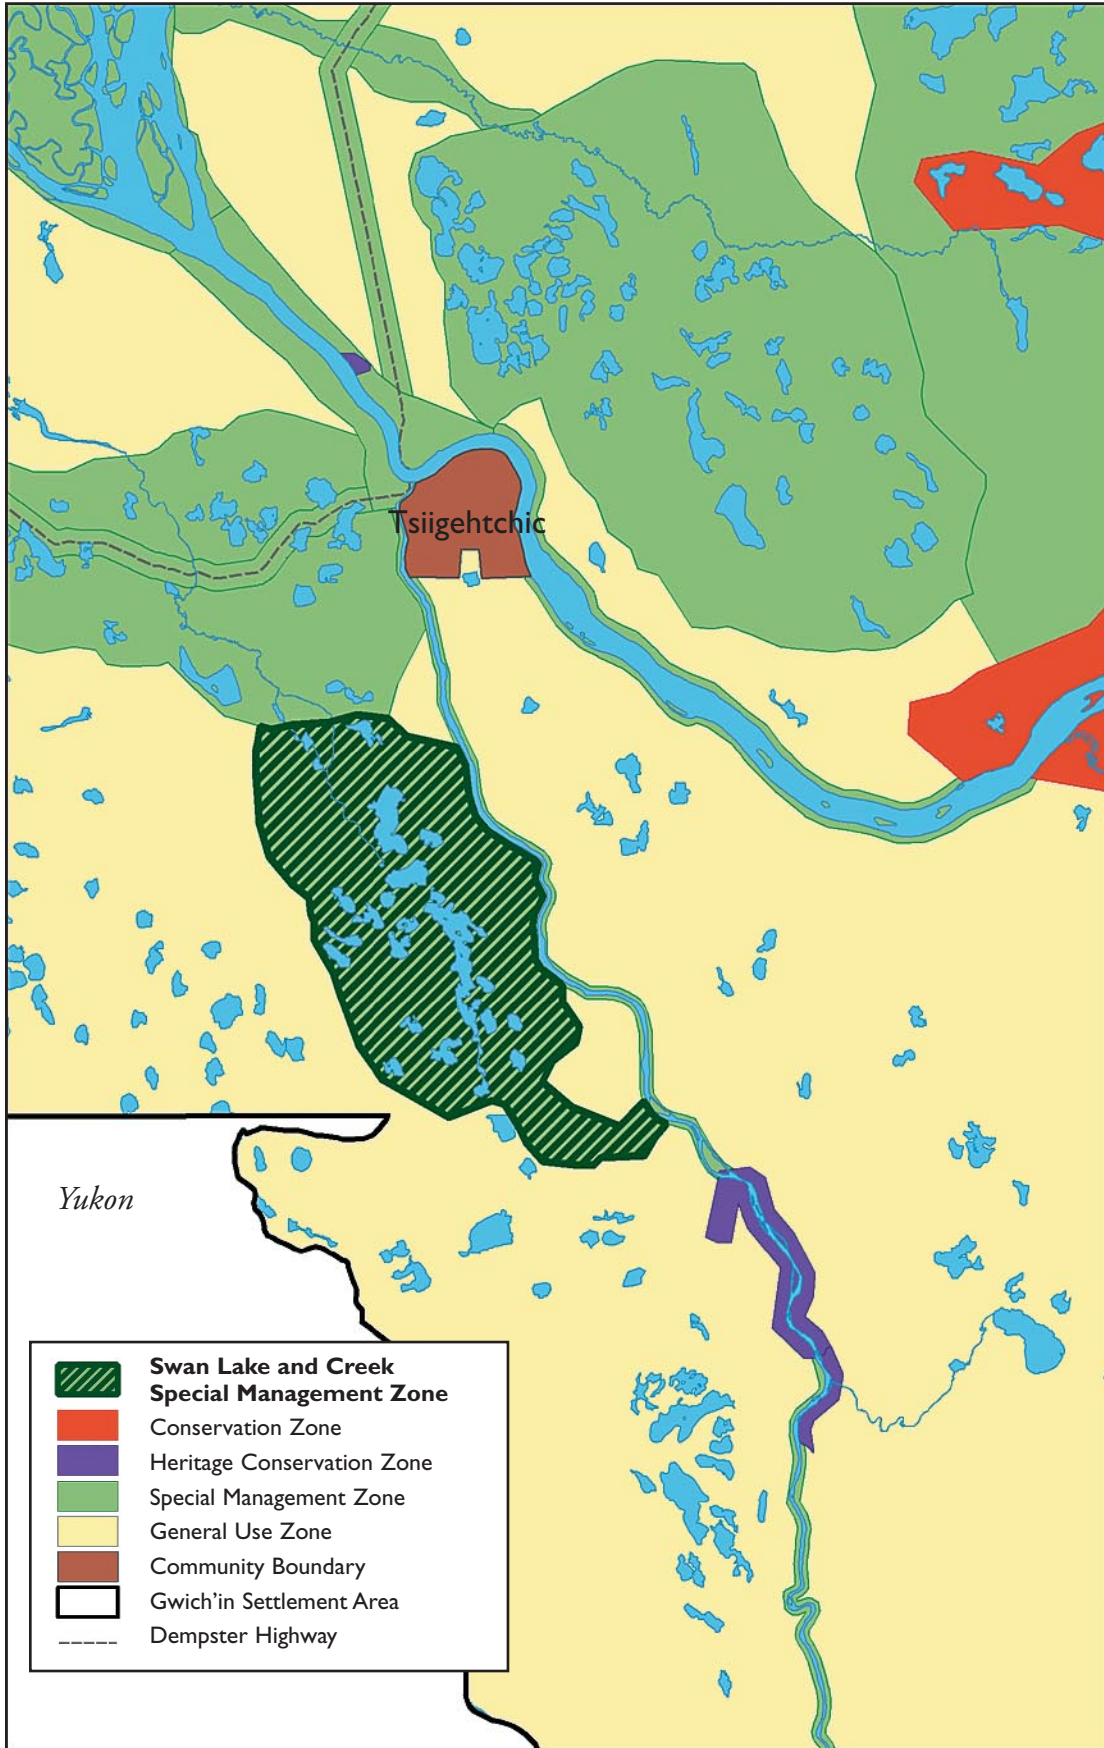 Tsiigehtchic
Yukon
Swan Lake and Creek
Special Management Zone
Conservation Zone
Heritage Conservation Zone
Special Management Zone
General Use Zone
Community Boundary
Gwich'in Settlement Area
Dempster Highway